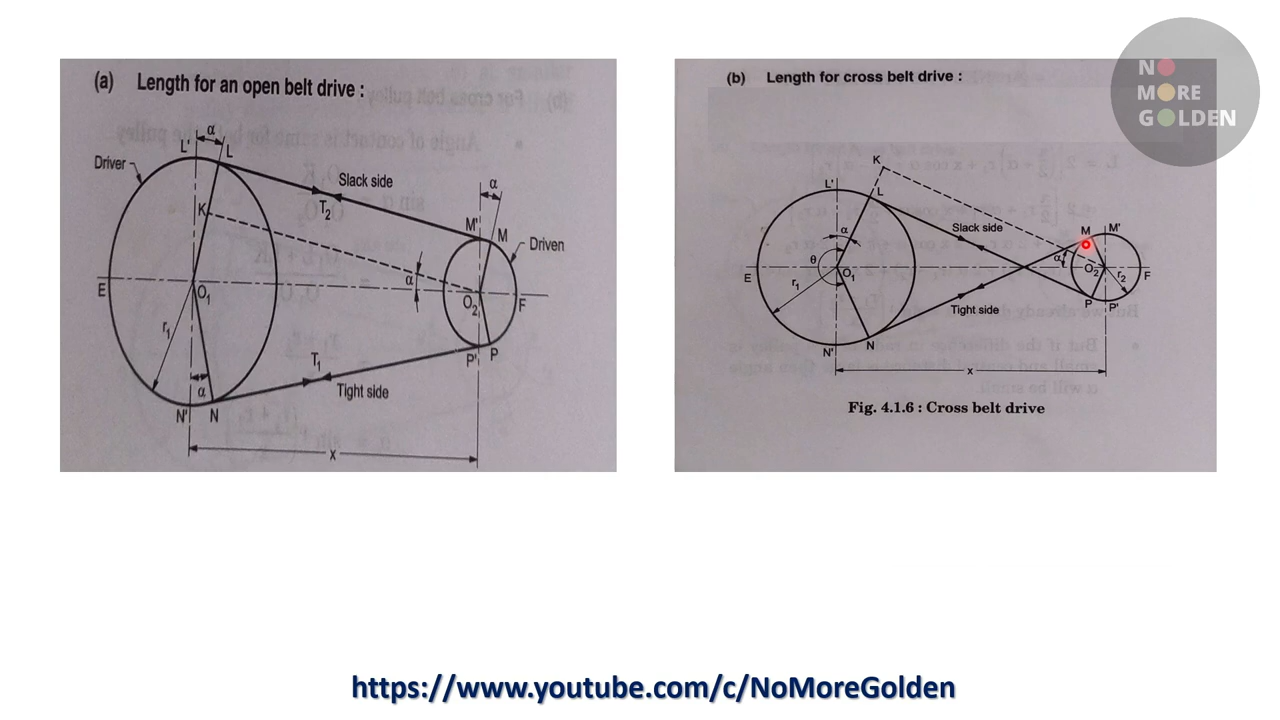 (a) Length for an open belt drive :
α
L' L
Driver
Slack side
T2
α
K
M' M
Driven
α
E
O1
O2
F
r1
T1
P' P
Tight side
α
N' N
x
(b) Length for cross belt drive :
K
L'
L
α
Slack side
M M'
θ
α
E
O1
O2
F
r1
r2
Tight side
P
P'
N
N'
x
Fig. 4.1.6 : Cross belt drive
NO
MORE
GOLDEN
https://www.youtube.com/c/NoMoreGolden